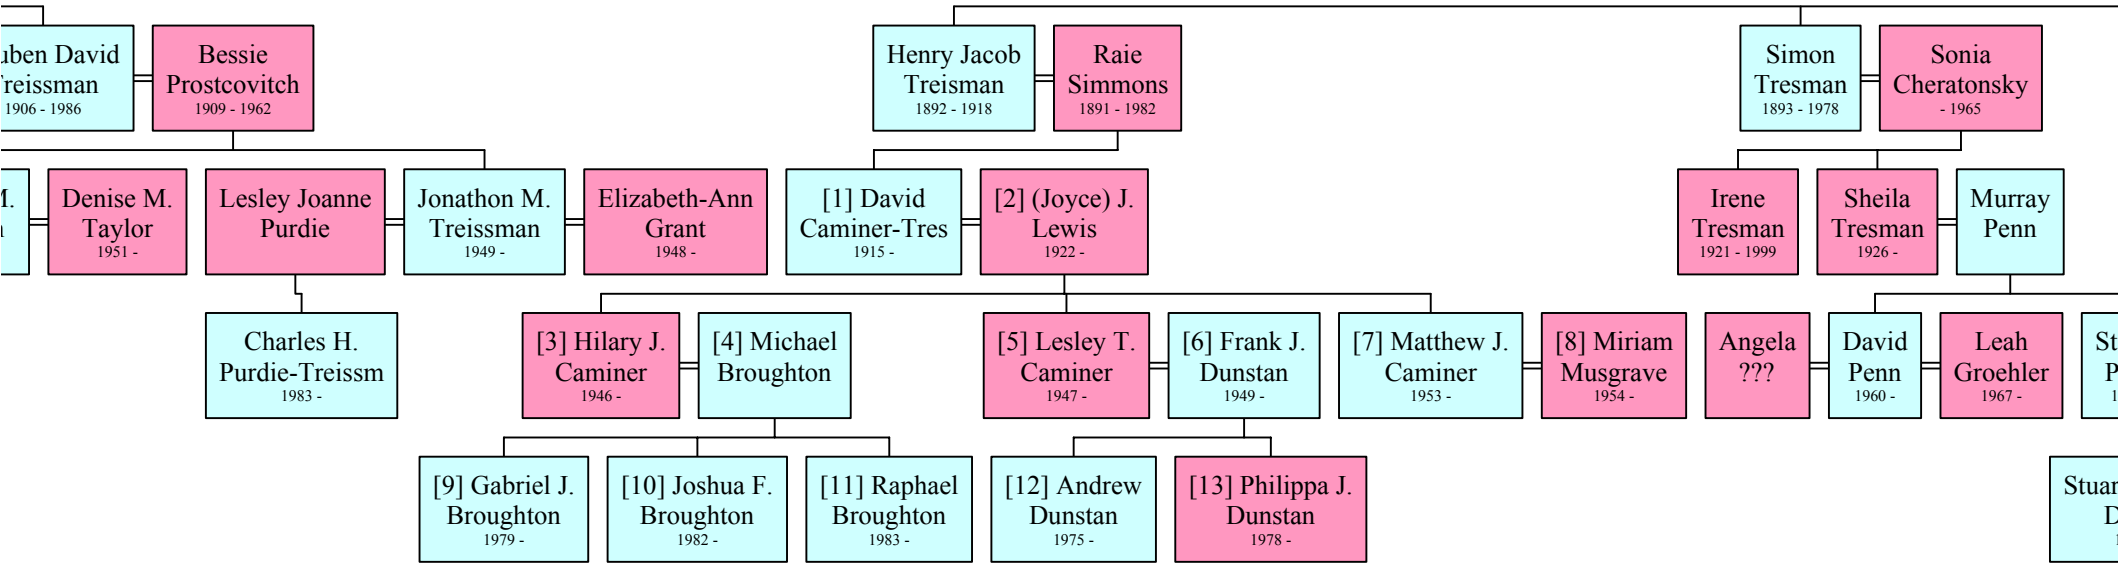 David
Treissman
1906 - 1986
Bessie
Prostcovitch
1909 - 1962
Henry Jacob
Treisman
1892 - 1918
Raie
Simmons
1891 - 1982
Simon
Tresman
1893 - 1978
Sonia
Cheratonsky
- 1965
Denise M.
Taylor
1951 -
Lesley Joanne
Purdie
Jonathon M.
Treissman
1949 -
Elizabeth-Ann
Grant
1948 -
[1] David
Caminer-Tres
1915 -
[2] (Joyce) J.
Lewis
1922 -
Irene
Tresman
1921 - 1999
Sheila
Tresman
1926 -
Murray
Penn
Charles H.
Purdie-Treissm
1983 -
[3] Hilary J.
Caminer
1946 -
[4] Michael
Broughton
[5] Lesley T.
Caminer
1947 -
[6] Frank J.
Dunstan
1949 -
[7] Matthew J.
Caminer
1953 -
[8] Miriam
Musgrave
1954 -
Angela
???
David
Penn
1960 -
Leah
Groehler
1967 -
[9] Gabriel J.
Broughton
1979 -
[10] Joshua F.
Broughton
1982 -
[11] Raphael
Broughton
1983 -
[12] Andrew
Dunstan
1975 -
[13] Philippa J.
Dunstan
1978 -